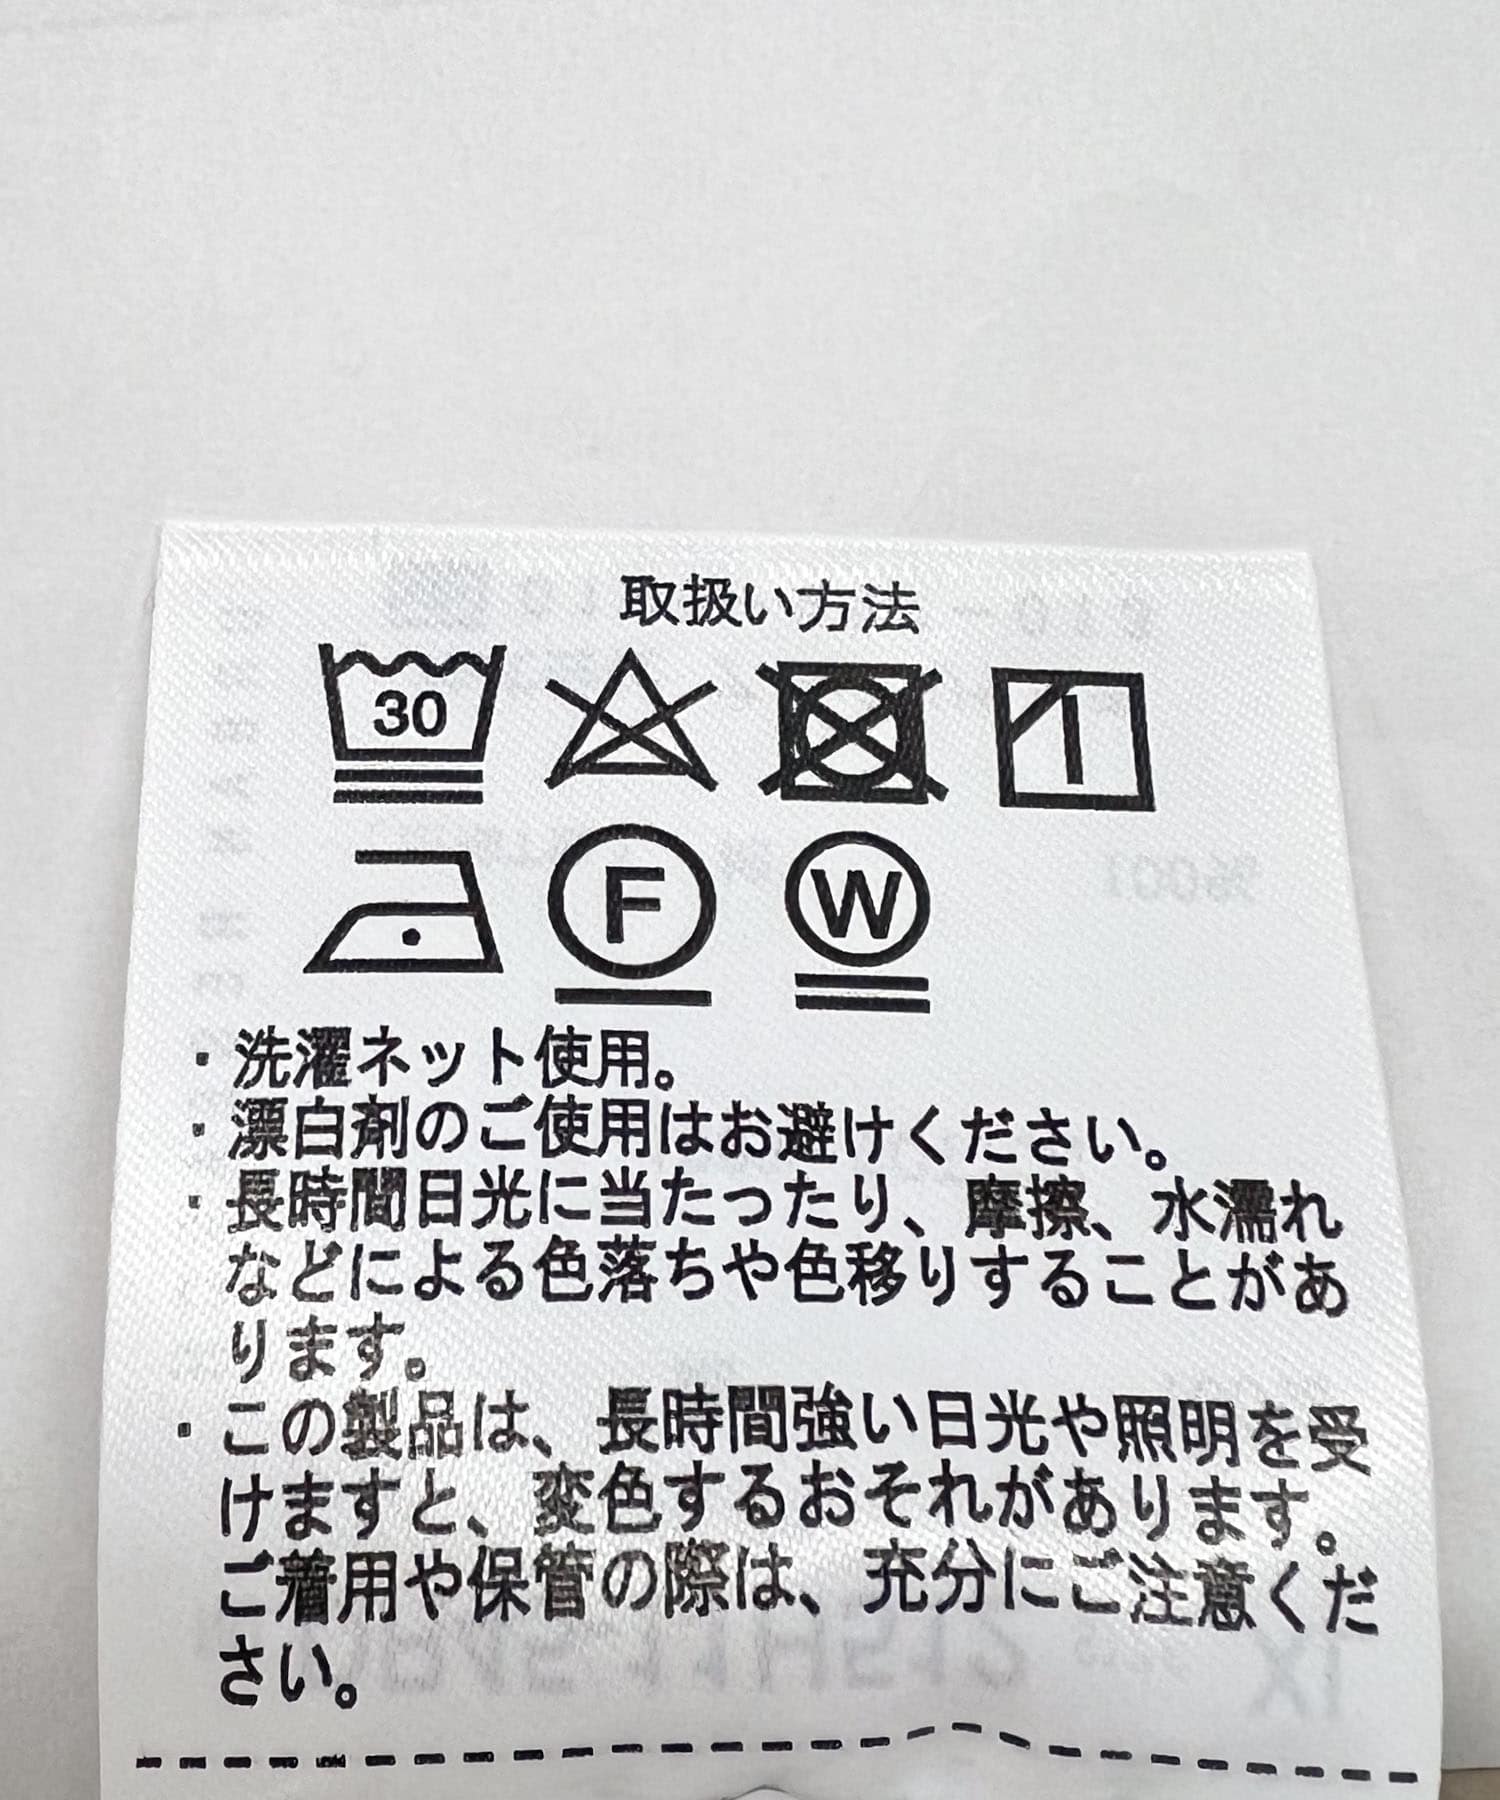 取扱い方法
30
F W
・洗濯ネット使用。
・漂白剤のご使用はお避けください。
・長時間日光に当たったり、摩擦、水濡れ
などによる色落ちや色移りすることがあ
ります。
・この製品は、長時間強い日光や照明を受
けますと、変色するおそれがあります。
ご着用や保管の際は、充分にご注意くだ
さい。